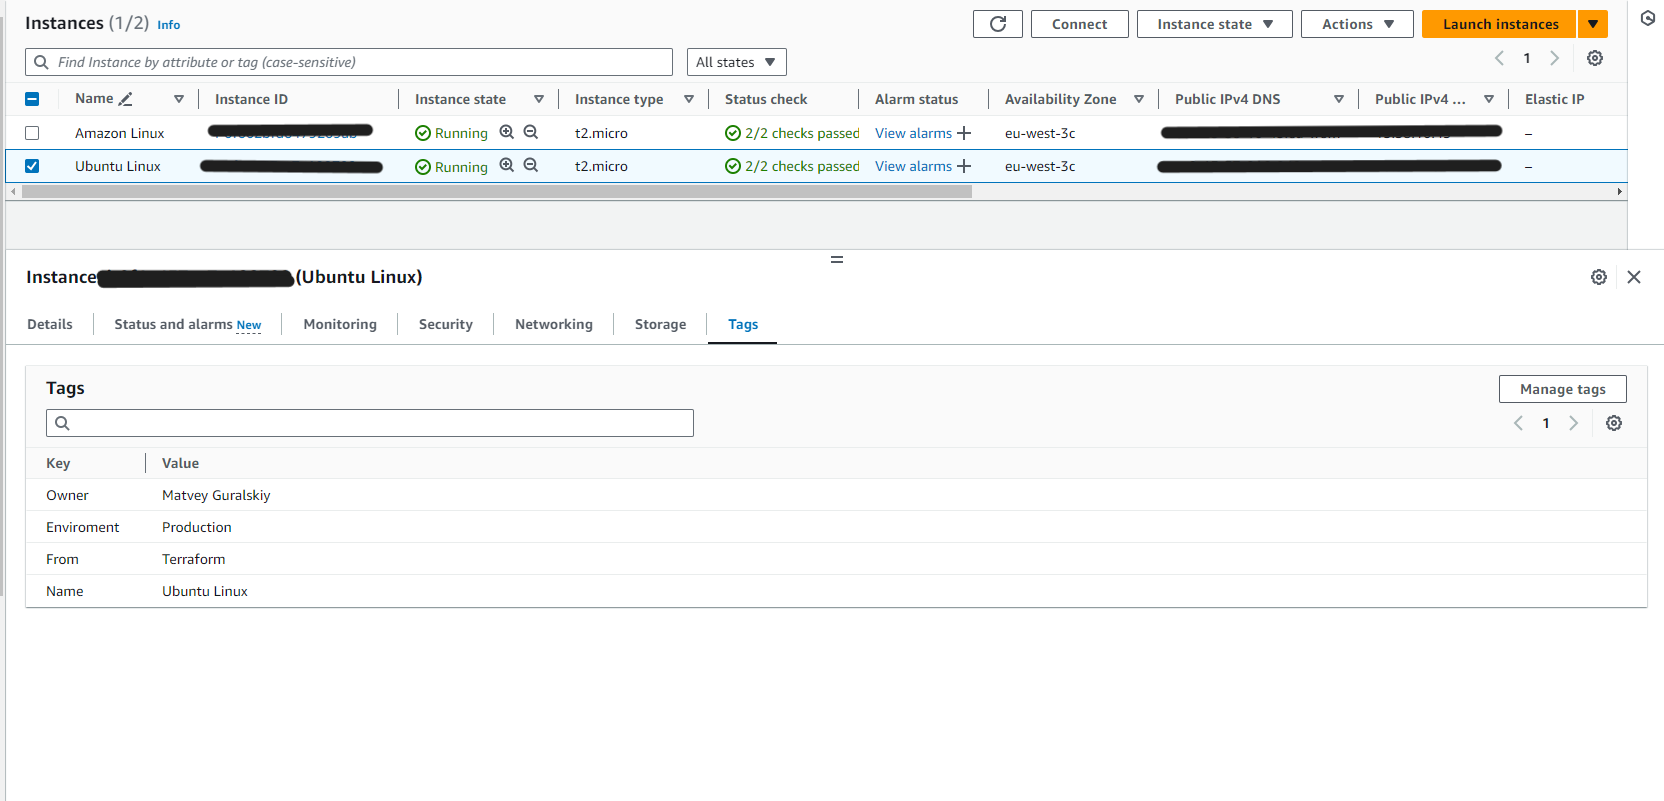 Instances (1/2) Info
Connect Instance state Actions Launch instances
Find Instance by attribute or tag (case-sensitive) All states 1
Name Instance ID Instance state Instance type Status check Alarm status Availability Zone Public IPv4 DNS Public IPv4 ... Elastic IP
Amazon Linux Running t2.micro 2/2 checks passed View alarms + eu-west-3c –
Ubuntu Linux Running t2.micro 2/2 checks passed View alarms + eu-west-3c –
Instance (Ubuntu Linux)
Details Status and alarms New Monitoring Security Networking Storage Tags
Tags
Manage tags
1
Key Value
Owner Matvey Guralskiy
Enviroment Production
From Terraform
Name Ubuntu Linux